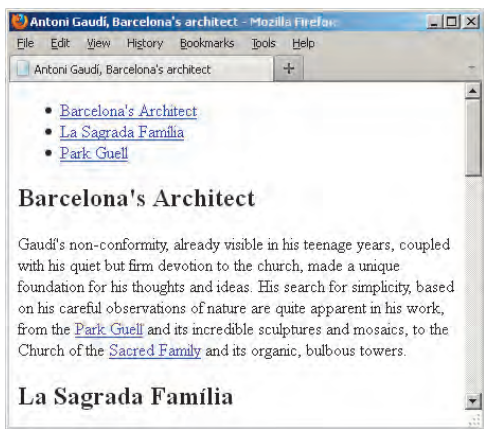 Antoni Gaudí, Barcelona's architect - Mozilla Firefox
File Edit View History Bookmarks Tools Help
Antoni Gaudí, Barcelona's architect
Barcelona's Architect
La Sagrada Família
Park Guell
Barcelona's Architect
Gaudí's non-conformity, already visible in his teenage years, coupled
with his quiet but firm devotion to the church, made a unique
foundation for his thoughts and ideas. His search for simplicity, based
on his careful observations of nature are quite apparent in his work,
from the Park Guell and its incredible sculptures and mosaics, to the
Church of the Sacred Family and its organic, bulbous towers.
La Sagrada Família